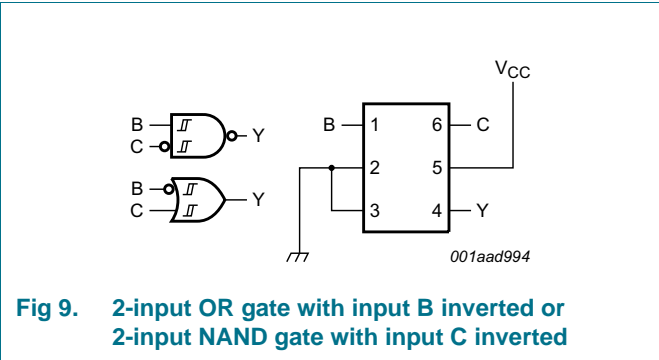 VCC
B
C
Y
B
C
Y
B 1 6 C
2 5
3 4 Y
001aad994
Fig 9. 2-input OR gate with input B inverted or
2-input NAND gate with input C inverted